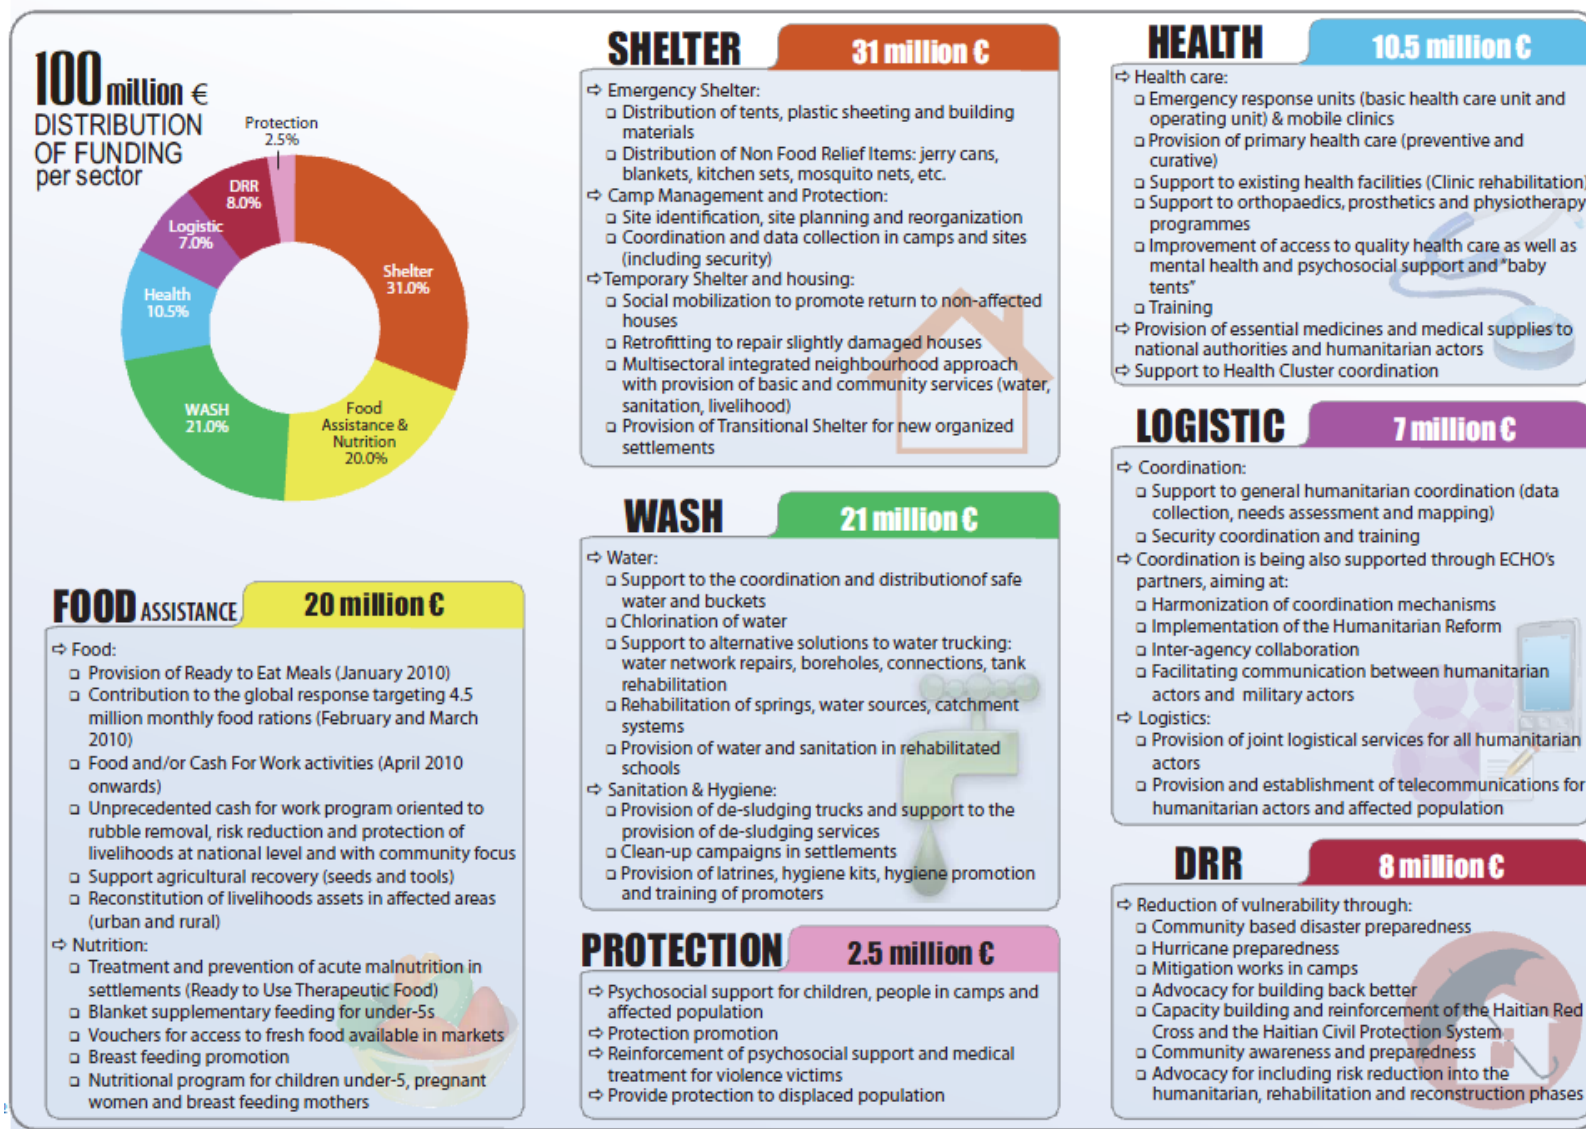 100 million €
DISTRIBUTION
OF FUNDING
per sector
Protection
2.5%
DRR
8.0%
Logistic
7.0%
Health
10.5%
Shelter
31.0%
WASH
21.0%
Food
Assistance &
Nutrition
20.0%
FOOD ASSISTANCE
20 million €
⇨ Food:
❑ Provision of Ready to Eat Meals (January 2010)
❑ Contribution to the global response targeting 4.5
million monthly food rations (February and March
2010)
❑ Food and/or Cash For Work activities (April 2010
onwards)
❑ Unprecedented cash for work program oriented to
rubble removal, risk reduction and protection of
livelihoods at national level and with community focus
❑ Support agricultural recovery (seeds and tools)
❑ Reconstitution of livelihoods assets in affected areas
(urban and rural)
⇨ Nutrition:
❑ Treatment and prevention of acute malnutrition in
settlements (Ready to Use Therapeutic Food)
❑ Blanket supplementary feeding for under-5s
❑ Vouchers for access to fresh food available in markets
❑ Breast feeding promotion
❑ Nutritional program for children under-5, pregnant
women and breast feeding mothers
SHELTER
31 million €
⇨ Emergency Shelter:
❑ Distribution of tents, plastic sheeting and building
materials
❑ Distribution of Non Food Relief Items: jerry cans,
blankets, kitchen sets, mosquito nets, etc.
⇨ Camp Management and Protection:
❑ Site identification, site planning and reorganization
❑ Coordination and data collection in camps and sites
(including security)
⇨Temporary Shelter and housing:
❑ Social mobilization to promote return to non-affected
houses
❑ Retrofitting to repair slightly damaged houses
❑ Multisectoral integrated neighbourhood approach
with provision of basic and community services (water,
sanitation, livelihood)
❑ Provision of Transitional Shelter for new organized
settlements
WASH
21 million €
⇨ Water:
❑ Support to the coordination and distributionof safe
water and buckets
❑ Chlorination of water
❑ Support to alternative solutions to water trucking:
water network repairs, boreholes, connections, tank
rehabilitation
❑ Rehabilitation of springs, water sources, catchment
systems
❑ Provision of water and sanitation in rehabilitated
schools
⇨ Sanitation & Hygiene:
❑ Provision of de-sludging trucks and support to the
provision of de-sludging services
❑ Clean-up campaigns in settlements
❑ Provision of latrines, hygiene kits, hygiene promotion
and training of promoters
PROTECTION
2.5 million €
⇨ Psychosocial support for children, people in camps and
affected population
⇨ Protection promotion
⇨ Reinforcement of psychosocial support and medical
treatment for violence victims
⇨ Provide protection to displaced population
HEALTH
10.5 million €
⇨ Health care:
❑ Emergency response units (basic health care unit and
operating unit) & mobile clinics
❑ Provision of primary health care (preventive and
curative)
❑ Support to existing health facilities (Clinic rehabilitation)
❑ Support to orthopaedics, prosthetics and physiotherapy
programmes
❑ Improvement of access to quality health care as well as
mental health and psychosocial support and "baby
tents"
❑ Training
⇨ Provision of essential medicines and medical supplies to
national authorities and humanitarian actors
⇨ Support to Health Cluster coordination
LOGISTIC
7 million €
⇨ Coordination:
❑ Support to general humanitarian coordination (data
collection, needs assessment and mapping)
❑ Security coordination and training
⇨ Coordination is being also supported through ECHO's
partners, aiming at:
❑ Harmonization of coordination mechanisms
❑ Implementation of the Humanitarian Reform
❑ Inter-agency collaboration
❑ Facilitating communication between humanitarian
actors and military actors
⇨ Logistics:
❑ Provision of joint logistical services for all humanitarian
actors
❑ Provision and establishment of telecommunications for
humanitarian actors and affected population
DRR
8 million €
⇨ Reduction of vulnerability through:
❑ Community based disaster preparedness
❑ Hurricane preparedness
❑ Mitigation works in camps
❑ Advocacy for building back better
❑ Capacity building and reinforcement of the Haitian Red
Cross and the Haitian Civil Protection System
❑ Community awareness and preparedness
❑ Advocacy for including risk reduction into the
humanitarian, rehabilitation and reconstruction phases